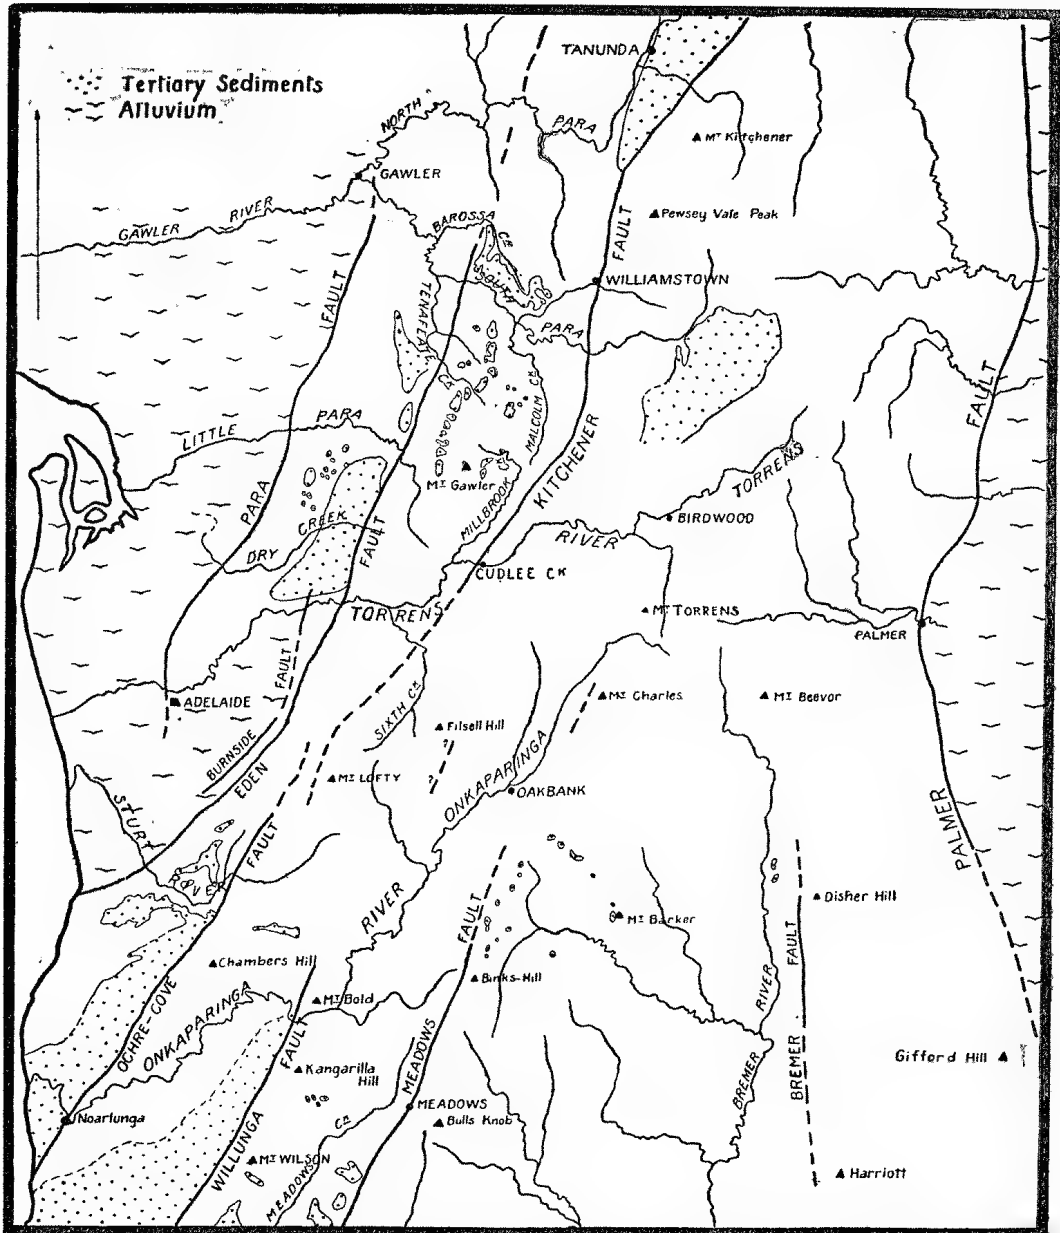 TANUNDA
Tertiary Sediments
Alluvium
NORTH
PARA
Mt Kitchener
GAWLER
GAWLER RIVER
BAROSSA CK
FAULT
Pewsey Vale Peak
SOUTH
WILLIAMSTOWN
FAULT
TENAFEATE CK
PARA
FAULT
MALCOLM CK
LITTLE PARA
KITCHENER
Mt Gawler
TORRENS
PARA
MILLBROOK
CREEK
DRY
FAULT
RIVER
BIRDWOOD
CUDLEE CK
TORRENS
Mt TORRENS
PALMER
FAULT
ADELAIDE
SIXTH CK
Mt Charles
Mt Beevor
Filsell Hill
?
BURNSIDE
EDEN
Mt LOFTY
?
ONKAPARINGA
OAKBANK
STURT
PALMER
FAULT
RIVER
RIVER
FAULT
Mt Barker
Disher Hill
FAULT
Chambers Hill
Binks Hill
RIVER
OCHRE-COVE
ONKAPARINGA
Mt Bold
FAULT
Kangarilla
Hill
MEADOWS
BREMER
BREMER
Gifford Hill
Noarlunga
CK
MEADOWS
Bulls Knob
WILLUNGA
Mt WILSON
MEADOWS
Harriott